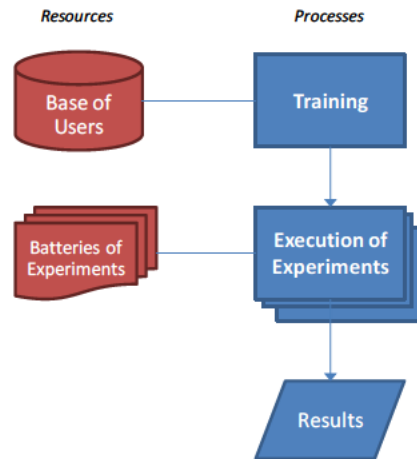 Resources
Processes
Base of
Users
Training
Batteries of
Experiments
Execution of
Experiments
Results